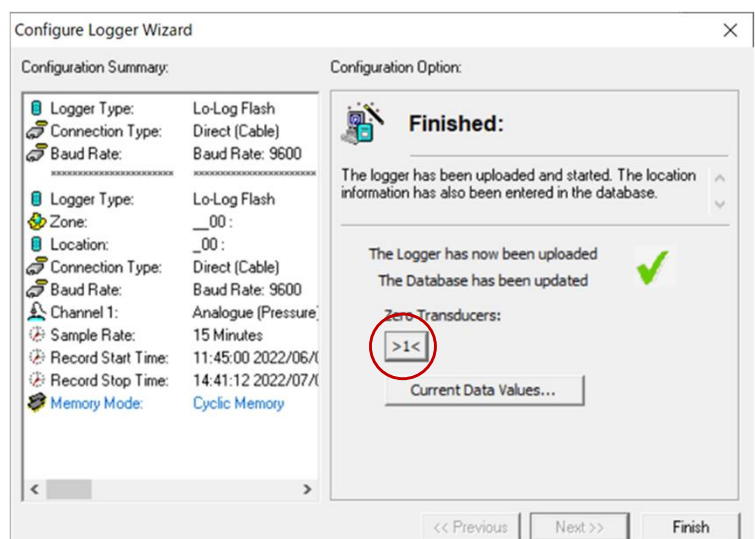 Configure Logger Wizard
Configuration Summary:
Configuration Option:
Logger Type: Lo-Log Flash
Connection Type: Direct (Cable)
Baud Rate: Baud Rate: 9600
xxxxxxxxxxxxxxxxxxxxxxx xxxxxxxxxxxxxxxxxxxxxxx
Logger Type: Lo-Log Flash
Zone: __00 :
Location: _00 :
Connection Type: Direct (Cable)
Baud Rate: Baud Rate: 9600
Channel 1: Analogue (Pressure
Sample Rate: 15 Minutes
Record Start Time: 11:45:00 2022/06/
Record Stop Time: 14:41:12 2022/07/
Memory Mode: Cyclic Memory
Finished:
The logger has been uploaded and started. The location
information has also been entered in the database.
The Logger has now been uploaded
The Database has been updated
Zero Transducers:
>1<
Current Data Values...
<< Previous
Next >>
Finish